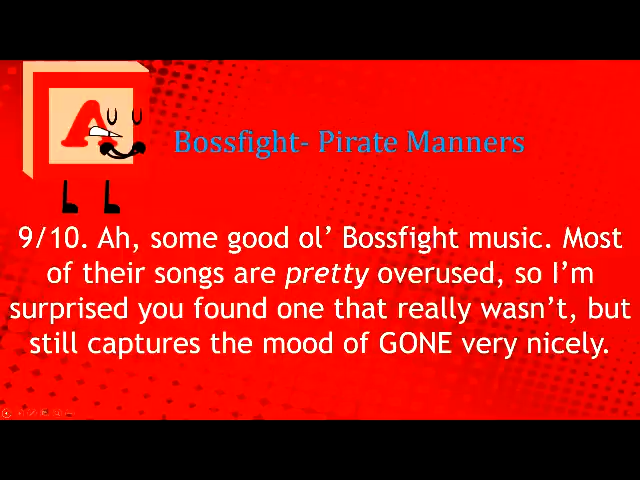 A
Bossfight- Pirate Manners
9/10. Ah, some good ol’ Bossfight music. Most
of their songs are pretty overused, so I’m
surprised you found one that really wasn’t, but
still captures the mood of GONE very nicely.